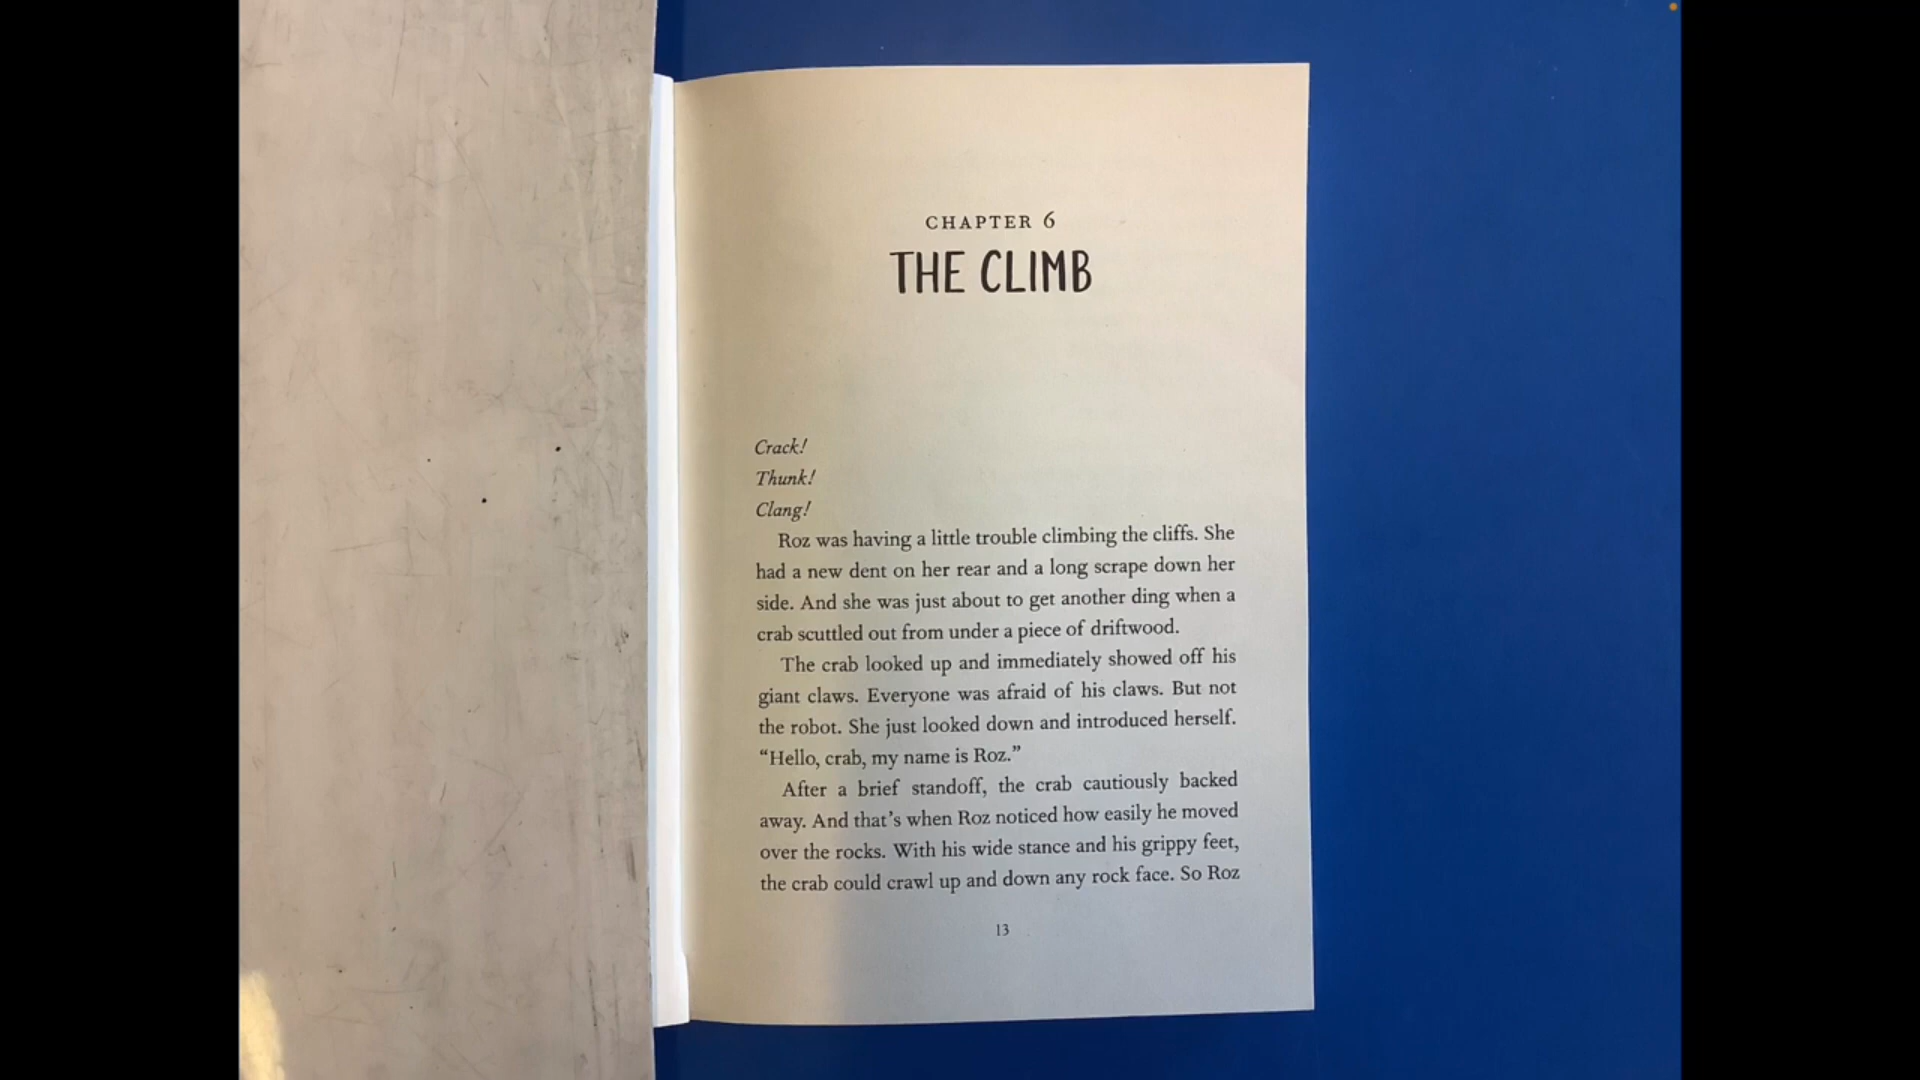 CHAPTER 6
THE CLIMB
Crack!
Thunk!
Clang!
Roz was having a little trouble climbing the cliffs. She
had a new dent on her rear and a long scrape down her
side. And she was just about to get another ding when a
crab scuttled out from under a piece of driftwood.
The crab looked up and immediately showed off his
giant claws. Everyone was afraid of his claws. But not
the robot. She just looked down and introduced herself.
“Hello, crab, my name is Roz.”
After a brief standoff, the crab cautiously backed
away. And that’s when Roz noticed how easily he moved
over the rocks. With his wide stance and his grippy feet,
the crab could crawl up and down any rock face. So Roz
13